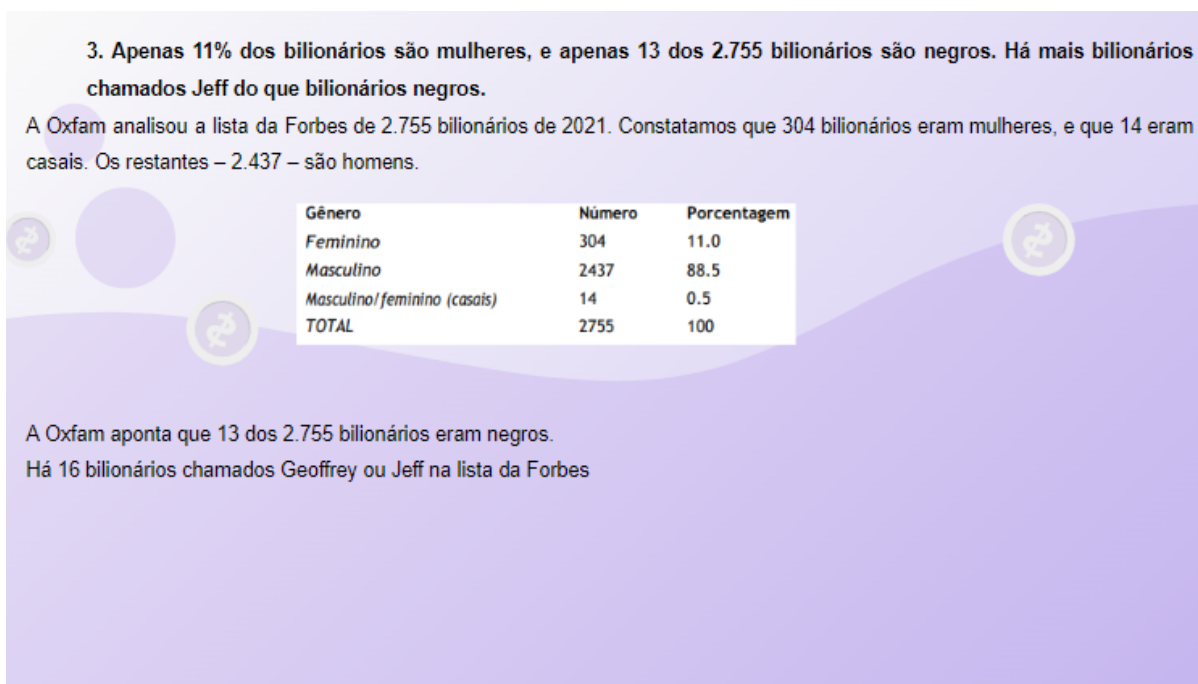 3. Apenas 11% dos bilionários são mulheres, e apenas 13 dos 2.755 bilionários são negros. Há mais bilionários
chamados Jeff do que bilionários negros.
A Oxfam analisou a lista da Forbes de 2.755 bilionários de 2021. Constatamos que 304 bilionários eram mulheres, e que 14 eram
casais. Os restantes – 2.437 – são homens.
Gênero Número Porcentagem
Feminino 304 11.0
Masculino 2437 88.5
Masculino/feminino (casais) 14 0.5
TOTAL 2755 100
A Oxfam aponta que 13 dos 2.755 bilionários eram negros.
Há 16 bilionários chamados Geoffrey ou Jeff na lista da Forbes